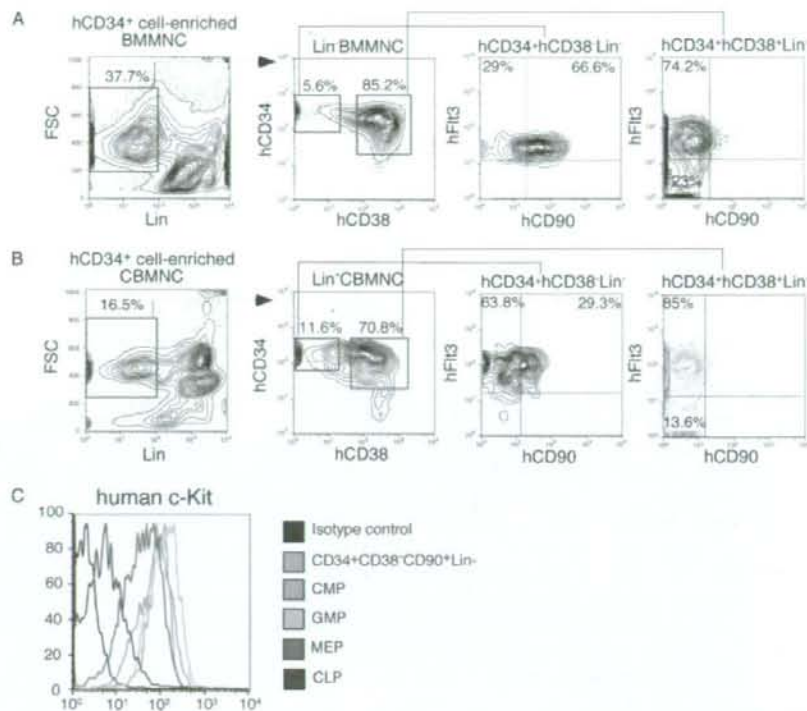 A
hCD34+ cell-enriched
BMMNC
37.7%
FSC
Lin
Lin-BMMNC
5.6%
85.2%
hCD34
hCD38
hCD34+hCD38-Lin-
29%
66.6%
hFlt3
hCD90
hCD34+hCD38+Lin-
74.2%
23%
hFlt3
hCD90
B
hCD34+ cell-enriched
CBMNC
16.5%
FSC
Lin
Lin-CBMNC
11.6%
70.8%
hCD34
hCD38
hCD34+hCD38-Lin-
63.8%
29.3%
hFlt3
hCD90
hCD34+hCD38+Lin-
85%
13.6%
hFlt3
hCD90
C
human c-Kit
100
80
60
40
20
0
10⁰
10¹
10²
10³
10⁴
Isotype control
CD34+CD38-CD90+Lin-
CMP
GMP
MEP
CLP